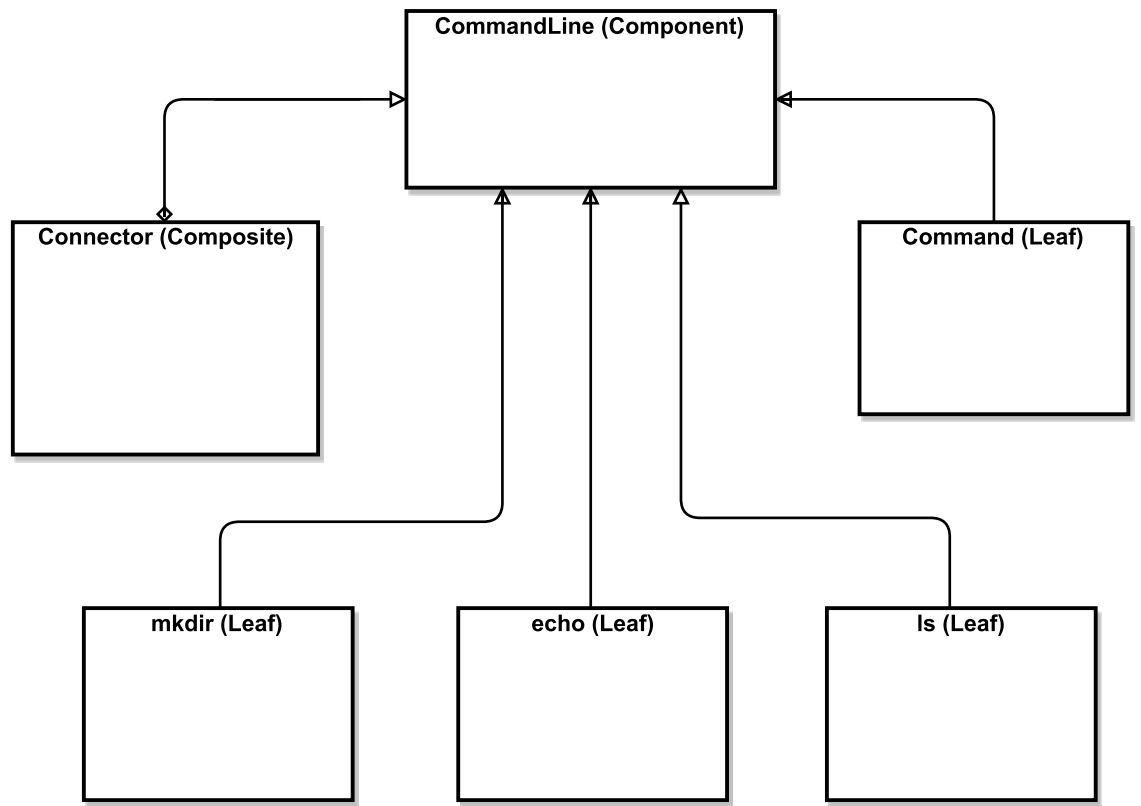 CommandLine (Component)
Connector (Composite)
Command (Leaf)
mkdir (Leaf)
echo (Leaf)
ls (Leaf)